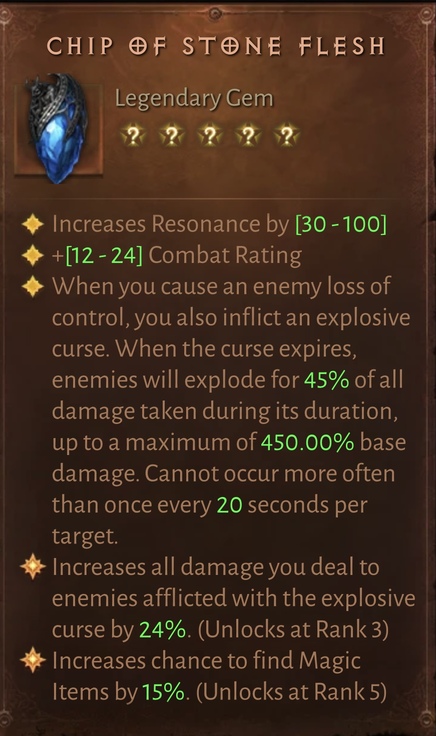 CHIP OF STONE FLESH
Legendary Gem
? ? ? ? ?
Increases Resonance by [30 - 100]
+[12 - 24] Combat Rating
When you cause an enemy loss of
control, you also inflict an explosive
curse. When the curse expires,
enemies will explode for 45% of all
damage taken during its duration,
up to a maximum of 450.00% base
damage. Cannot occur more often
than once every 20 seconds per
target.
Increases all damage you deal to
enemies afflicted with the explosive
curse by 24%. (Unlocks at Rank 3)
Increases chance to find Magic
Items by 15%. (Unlocks at Rank 5)